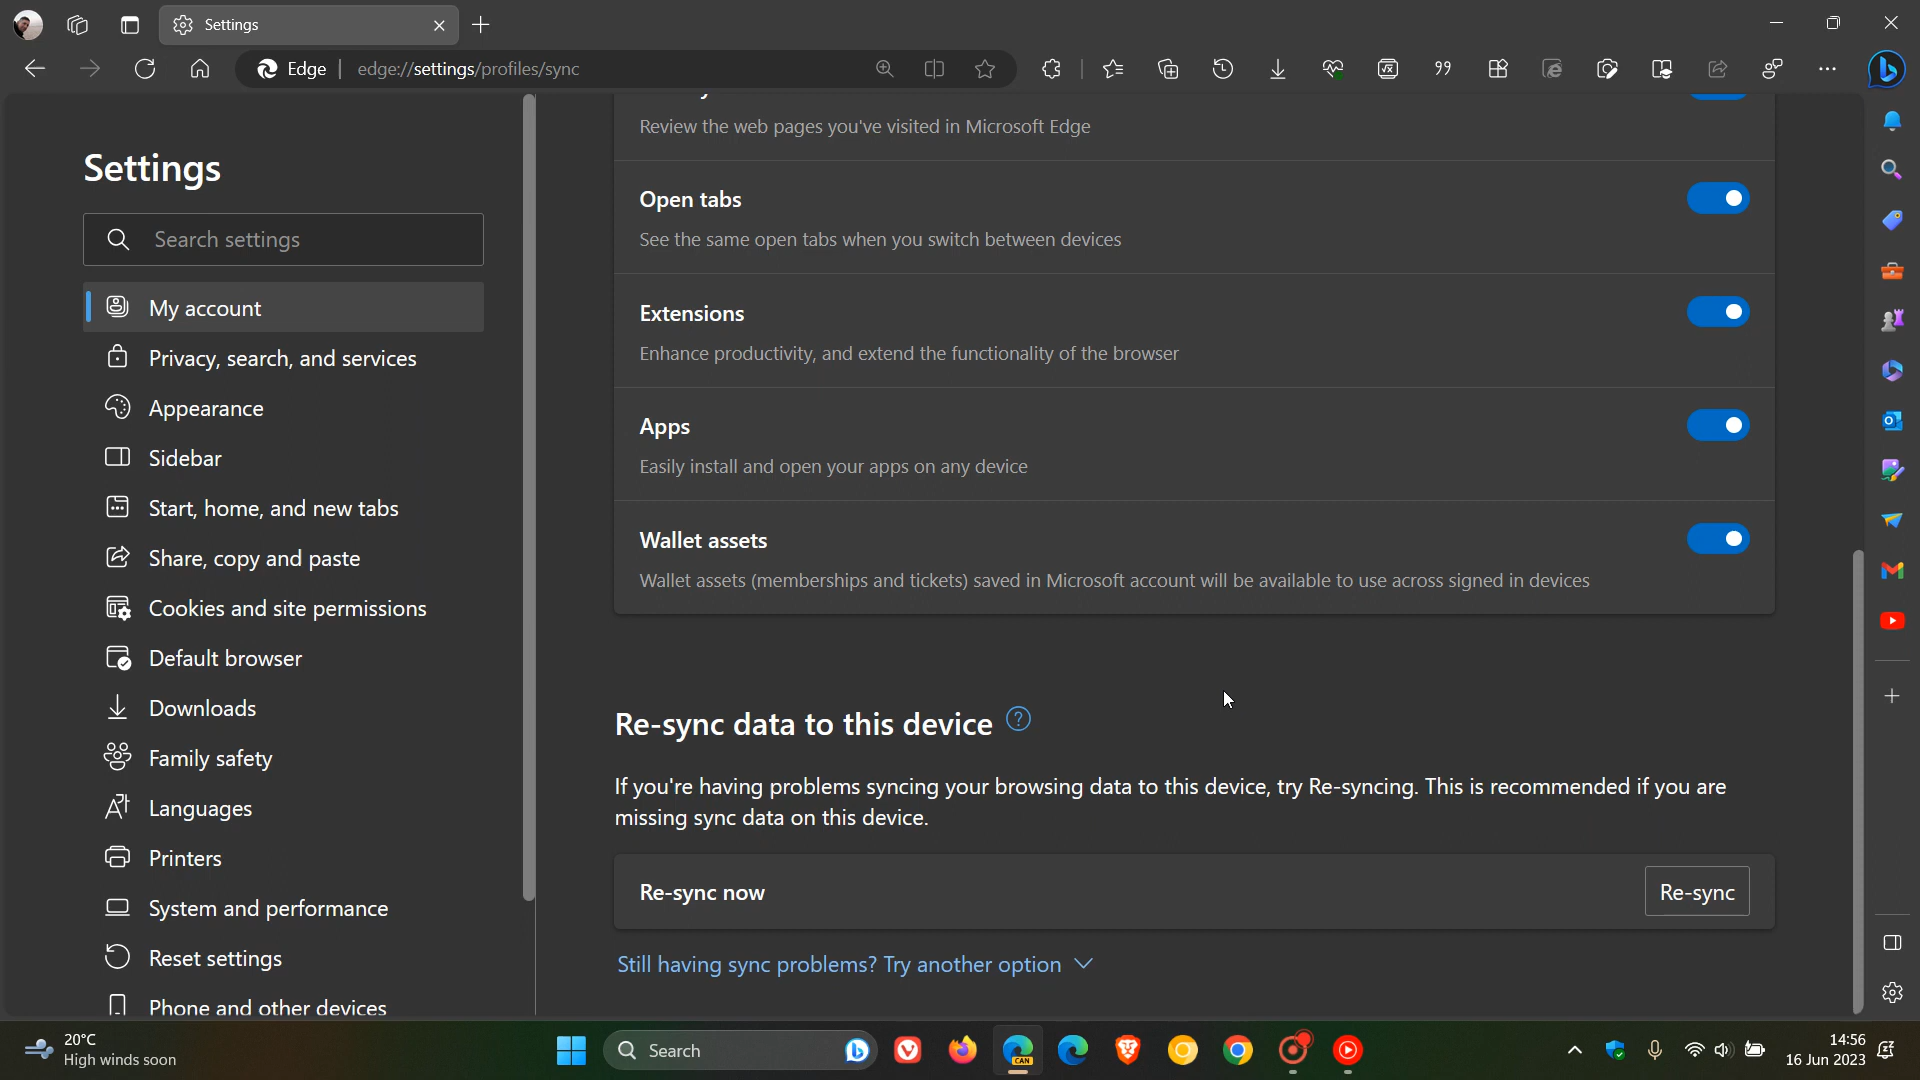 Settings
Edge
edge://settings/profiles/sync
Settings
Search settings
My account
Privacy, search, and services
Appearance
Sidebar
Start, home, and new tabs
Share, copy and paste
Cookies and site permissions
Default browser
Downloads
Family safety
Languages
Printers
System and performance
Reset settings
Phone and other devices
Review the web pages you've visited in Microsoft Edge
Open tabs
See the same open tabs when you switch between devices
Extensions
Enhance productivity, and extend the functionality of the browser
Apps
Easily install and open your apps on any device
Wallet assets
Wallet assets (memberships and tickets) saved in Microsoft account will be available to use across signed in devices
Re-sync data to this device
If you're having problems syncing your browsing data to this device, try Re-syncing. This is recommended if you are
missing sync data on this device.
Re-sync now
Re-sync
Still having sync problems? Try another option
20°C
High winds soon
Search
CAN
14:56
16 Jun 2023